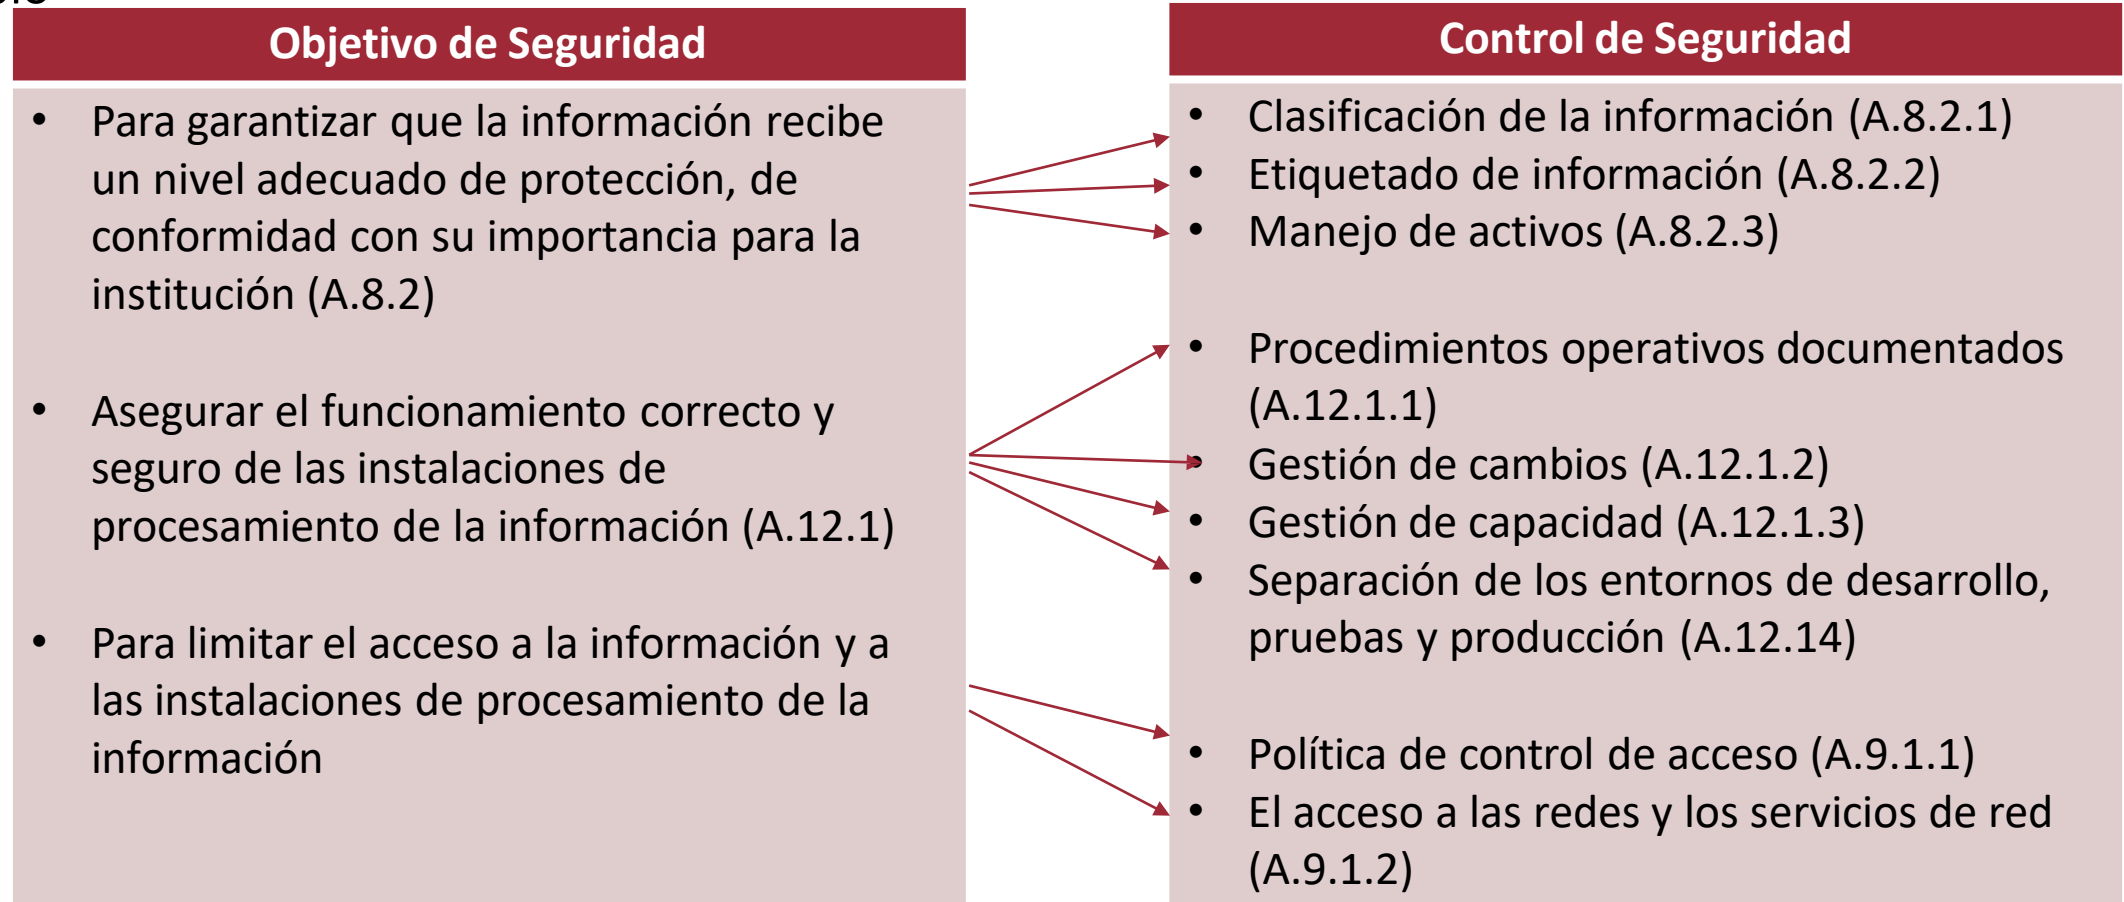 Objetivo de Seguridad
• Para garantizar que la información recibe
un nivel adecuado de protección, de
conformidad con su importancia para la
institución (A.8.2)
• Asegurar el funcionamiento correcto y
seguro de las instalaciones de
procesamiento de la información (A.12.1)
• Para limitar el acceso a la información y a
las instalaciones de procesamiento de la
información
Control de Seguridad
• Clasificación de la información (A.8.2.1)
• Etiquetado de información (A.8.2.2)
• Manejo de activos (A.8.2.3)
• Procedimientos operativos documentados
(A.12.1.1)
• Gestión de cambios (A.12.1.2)
• Gestión de capacidad (A.12.1.3)
• Separación de los entornos de desarrollo,
pruebas y producción (A.12.14)
• Política de control de acceso (A.9.1.1)
• El acceso a las redes y los servicios de red
(A.9.1.2)